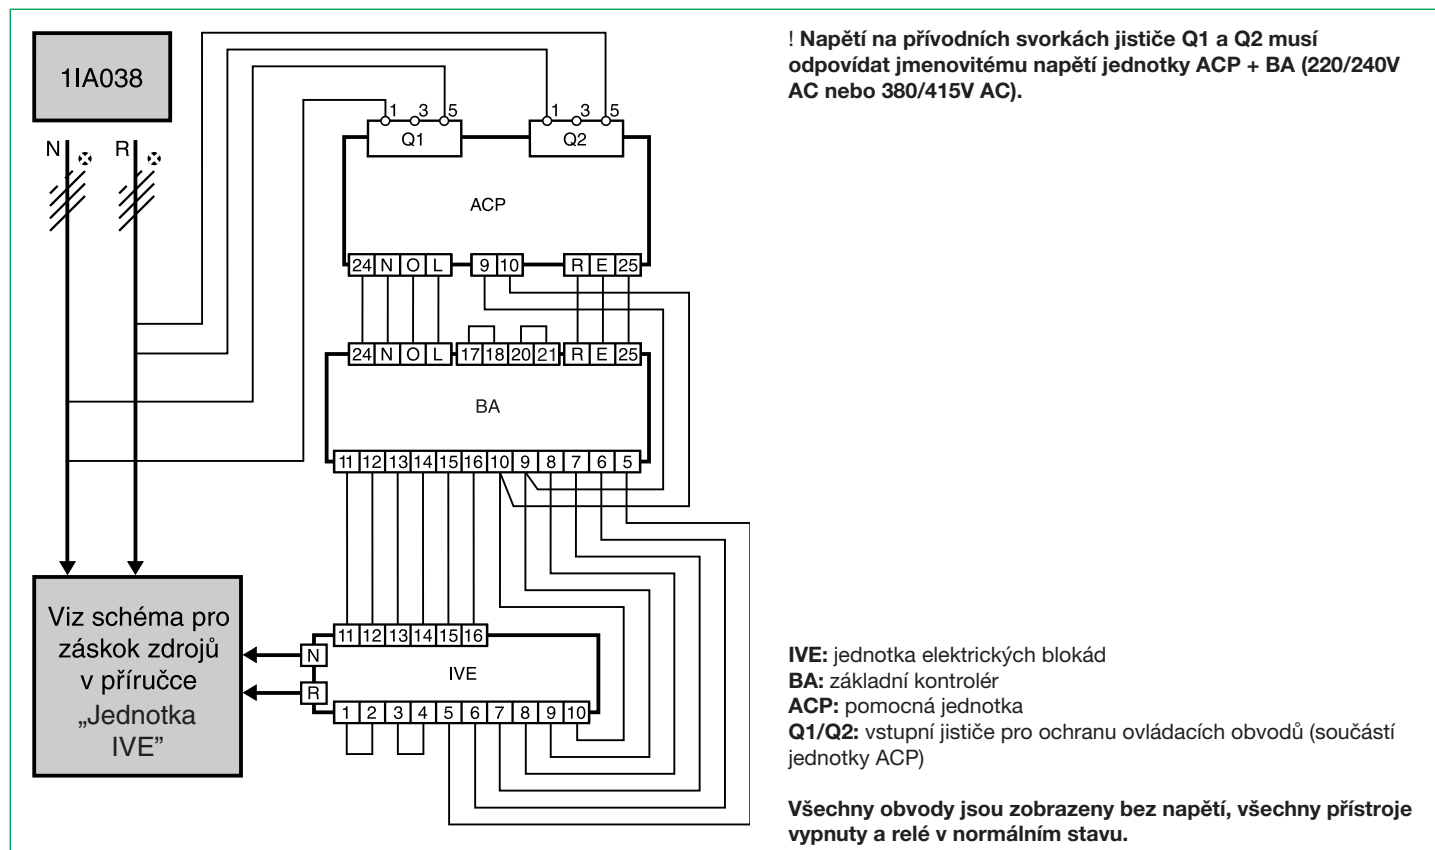 1IA038
N R
1 3 5 1 3 5
Q1 Q2
ACP
24 N O L 9 10 R E 25
24 N O L 17 18 20 21 R E 25
BA
11 12 13 14 15 16 10 9 8 7 6 5
Viz schéma pro
záskok zdrojů
v příručce
„Jednotka
IVE”
11 12 13 14 15 16
N
IVE
R
1 2 3 4 5 6 7 8 9 10
! Napětí na přívodních svorkách jističe Q1 a Q2 musí
odpovídat jmenovitému napětí jednotky ACP + BA (220/240V
AC nebo 380/415V AC).
IVE: jednotka elektrických blokád
BA: základní kontrolér
ACP: pomocná jednotka
Q1/Q2: vstupní jističe pro ochranu ovládacích obvodů (součástí
jednotky ACP)
Všechny obvody jsou zobrazeny bez napětí, všechny přístroje
vypnuty a relé v normálním stavu.